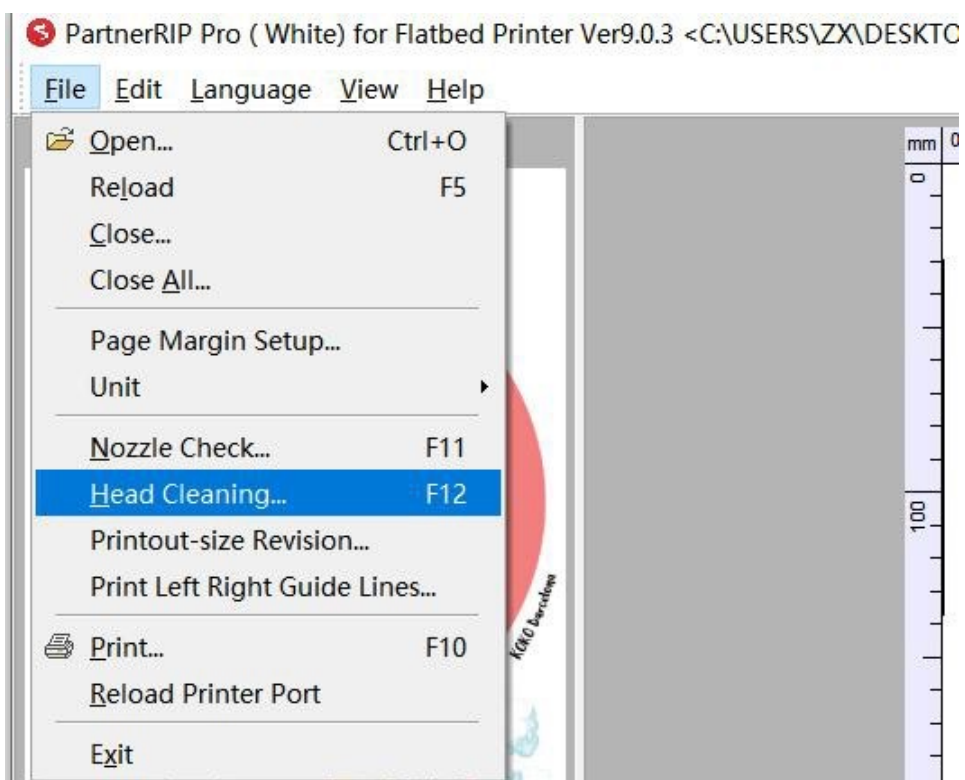 PartnerRIP Pro ( White) for Flatbed Printer Ver9.0.3 <C:\USERS\ZX\DESKTO
File Edit Language View Help
Open... Ctrl+O
Reload F5
Close...
Close All...
Page Margin Setup...
Unit
Nozzle Check... F11
Head Cleaning... F12
Printout-size Revision...
Print Left Right Guide Lines...
Print... F10
Reload Printer Port
Exit
mm 0
0
100
KOKO Barcelona